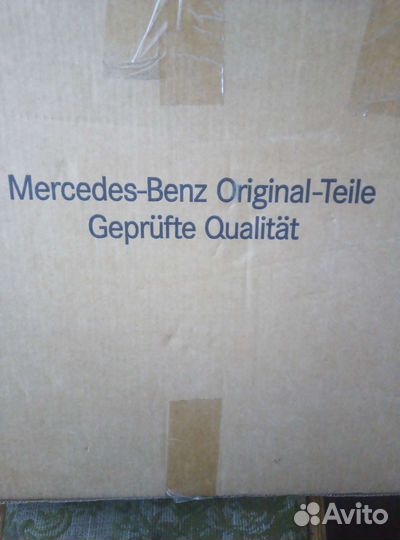 Mercedes-Benz Original-Teile
Geprüfte Qualität
Avito